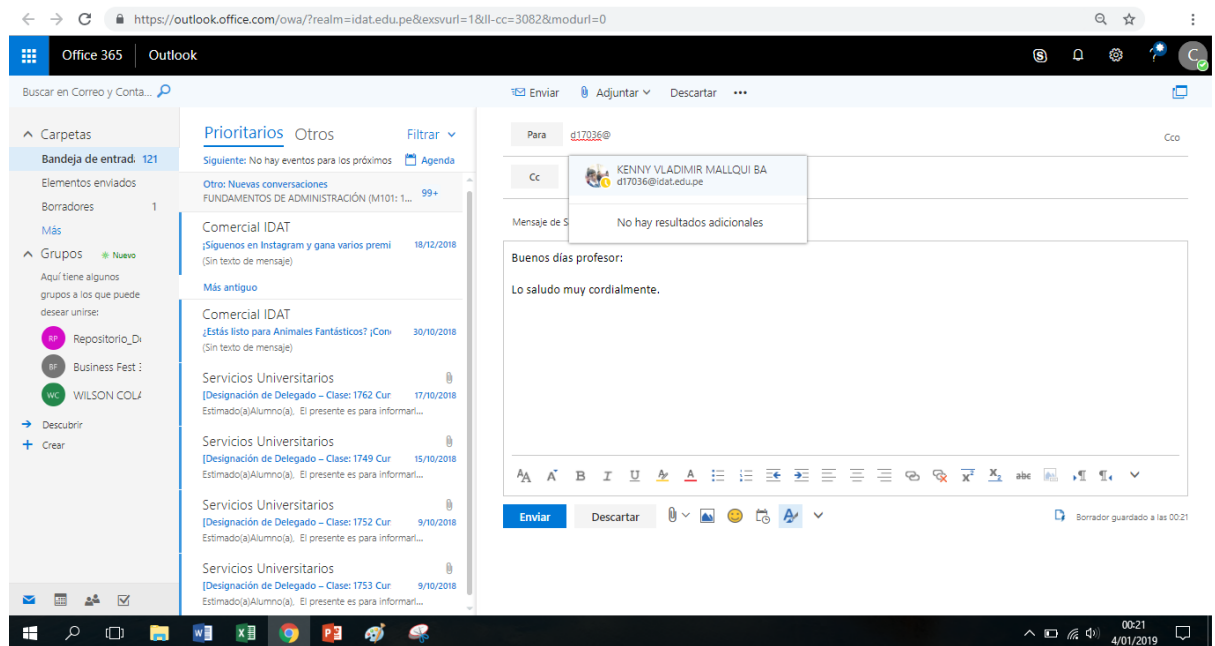 https://outlook.office.com/owa/?realm=idat.edu.pe&exsvurl=1&ll-cc=3082&modurl=0
Office 365 Outlook
C
Buscar en Correo y Conta...
Enviar Adjuntar Descartar •••
Carpetas
Bandeja de entrad: 121
Elementos enviados
Borradores 1
Más
Grupos Nuevo
Aquí tiene algunos
grupos a los que puede
desear unirse:
RP Repositorio_D
BF Business Fest
WC WILSON COL
Descubrir
Crear
Prioritarios Otros Filtrar
Siguiente: No hay eventos para los próximos Agenda
Otro: Nuevas conversaciones
FUNDAMENTOS DE ADMINISTRACIÓN (M101: 1... 99+
Comercial IDAT
¡Síguenos en Instagram y gana varios premi 18/12/2018
(Sin texto de mensaje)
Más antiguo
Comercial IDAT
¿Estás listo para Animales Fantásticos? ¡Con 30/10/2018
(Sin texto de mensaje)
Servicios Universitarios
[Designación de Delegado – Clase: 1762 Cur 17/10/2018
Estimado(a)Alumno(a), El presente es para informarl...
Servicios Universitarios
[Designación de Delegado – Clase: 1749 Cur 15/10/2018
Estimado(a)Alumno(a), El presente es para informarl...
Servicios Universitarios
[Designación de Delegado – Clase: 1752 Cur 9/10/2018
Estimado(a)Alumno(a), El presente es para informarl...
Servicios Universitarios
[Designación de Delegado – Clase: 1753 Cur 9/10/2018
Estimado(a)Alumno(a), El presente es para informarl...
Para d17036@ Cco
Cc
KENNY VLADIMIR MALLQUI BA
d17036@idat.edu.pe
No hay resultados adicionales
Mensaje de S
Buenos días profesor:
Lo saludo muy cordialmente.
AA A B I U A A x² x₂ abc
Enviar Descartar Borrador guardado a las 00:21
00:21
4/01/2019